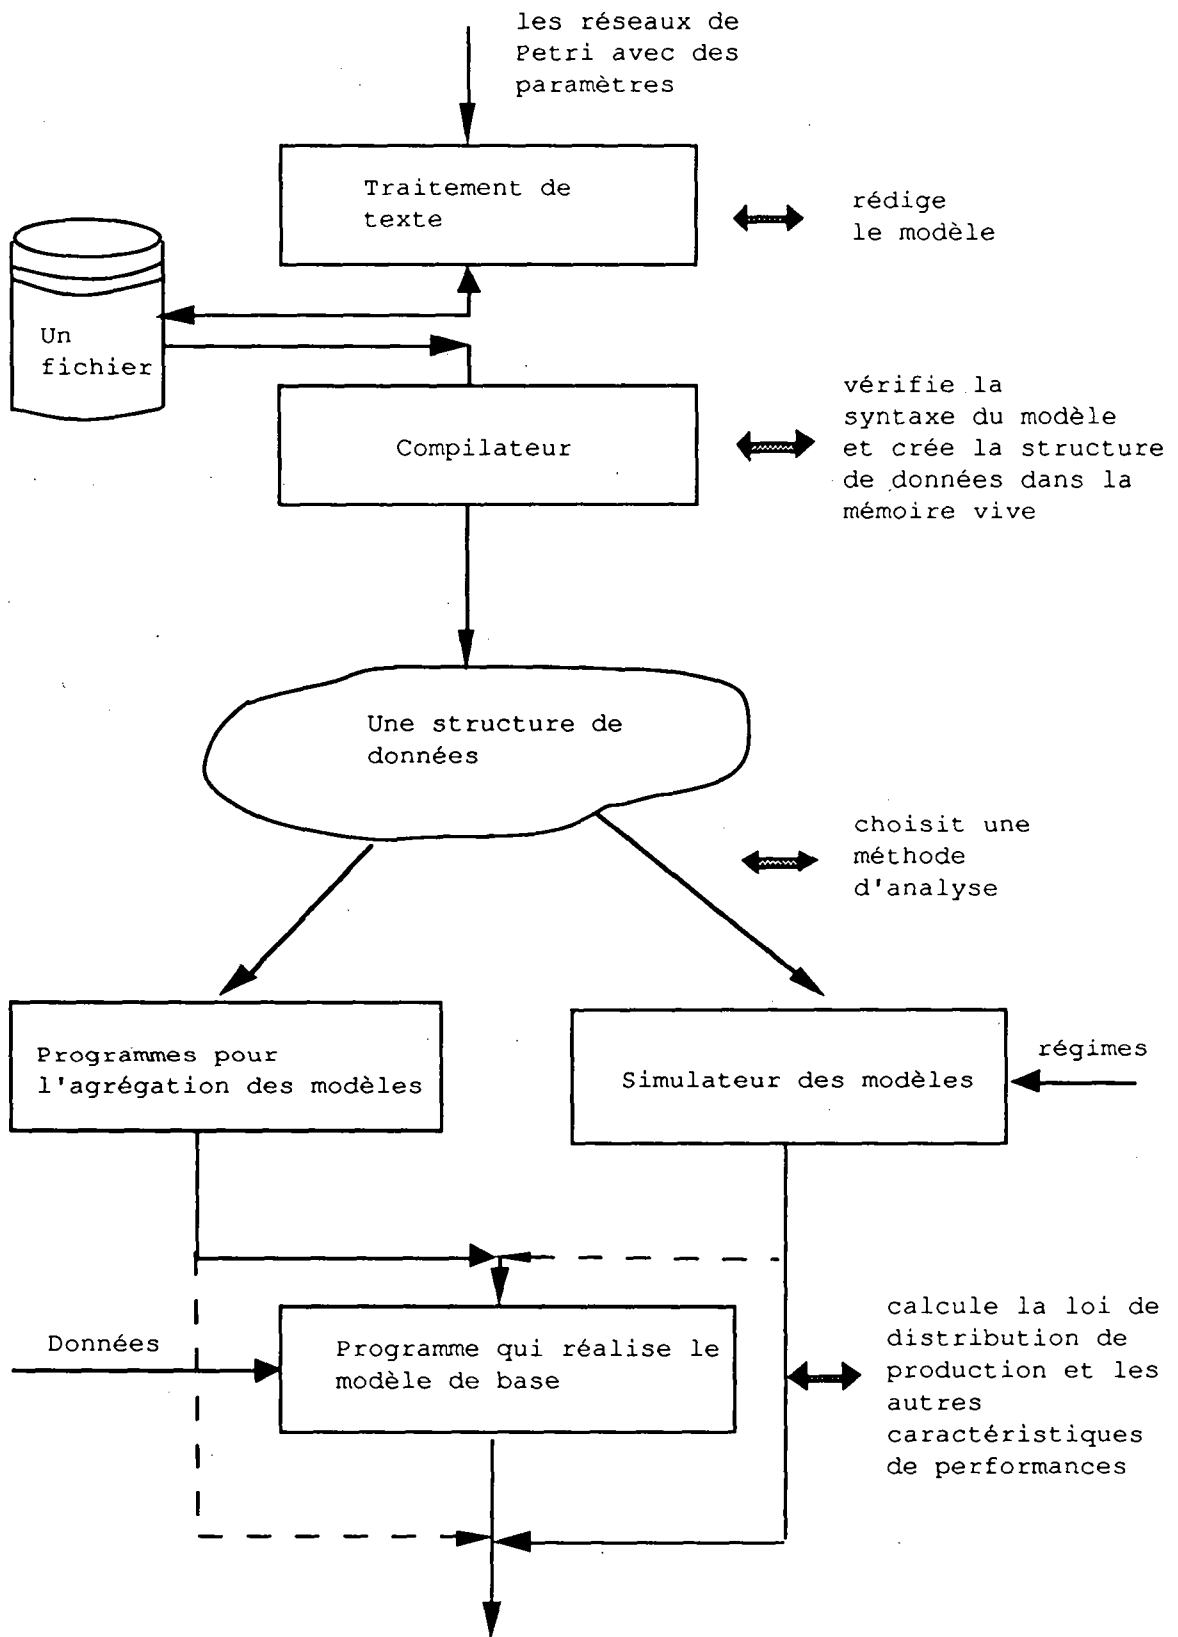 les réseaux de
Petri avec des
paramètres
Traitement de
texte
rédige
le modèle
Un
fichier
Compilateur
vérifie la
syntaxe du modèle
et crée la structure
de données dans la
mémoire vive
Une structure de
données
choisit une
méthode
d'analyse
Programmes pour
l'agrégation des modèles
Simulateur des modèles
régimes
Données
Programme qui réalise le
modèle de base
calcule la loi de
distribution de
production et les
autres
caractéristiques
de performances